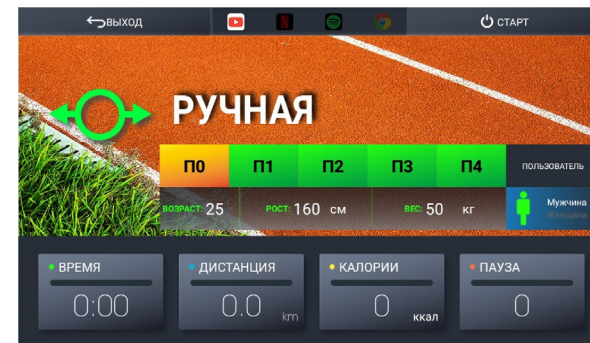 ВЫХОД
СТАРТ
РУЧНАЯ
П0 П1 П2 П3 П4 ПОЛЬЗОВАТЕЛЬ
ВОЗРАСТ: 25 РОСТ: 160 СМ ВЕС: 50 КГ
Мужчина
Женщина
ВРЕМЯ ДИСТАНЦИЯ КАЛОРИИ ПАУЗА
0:00 0.0 km 0 ккал 0